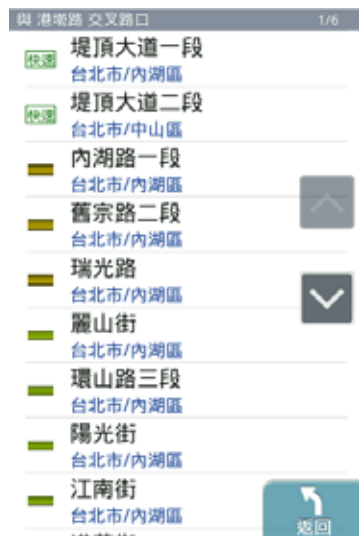 與 港墘路 交叉路口 1/6
快速 堤頂大道一段
台北市/內湖區
快速 堤頂大道二段
台北市/中山區
內湖路一段
台北市/內湖區
舊宗路二段
台北市/內湖區
瑞光路
台北市/內湖區
麗山街
台北市/內湖區
環山路三段
台北市/內湖區
陽光街
台北市/內湖區
江南街
台北市/內湖區
返回